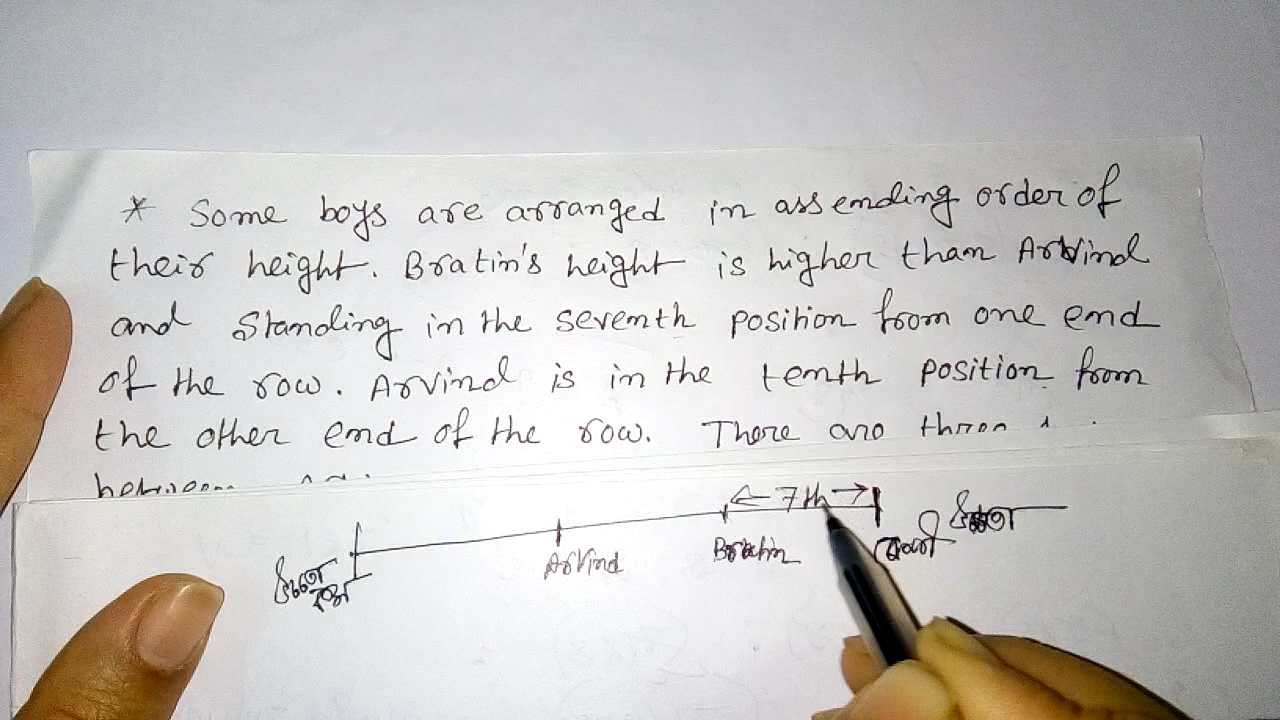 * Some boys are arranged in assending order of
their height. Bratin's height is higher than Arvind
and standing in the seventh position from one end
of the row. Arvind is in the tenth position from
the other end of the row. There are three
between
7th
Arvind Bratin